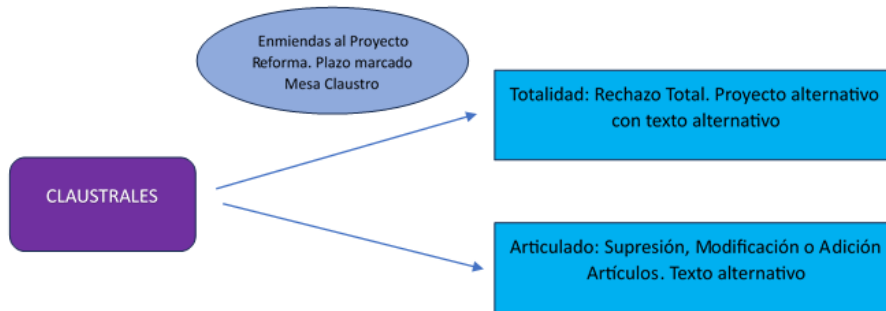 Enmiendas al Proyecto
Reforma. Plazo marcado
Mesa Claustro
Totalidad: Rechazo Total. Proyecto alternativo
con texto alternativo
CLAUSTRALES
Articulado: Supresión, Modificación o Adición
Artículos. Texto alternativo